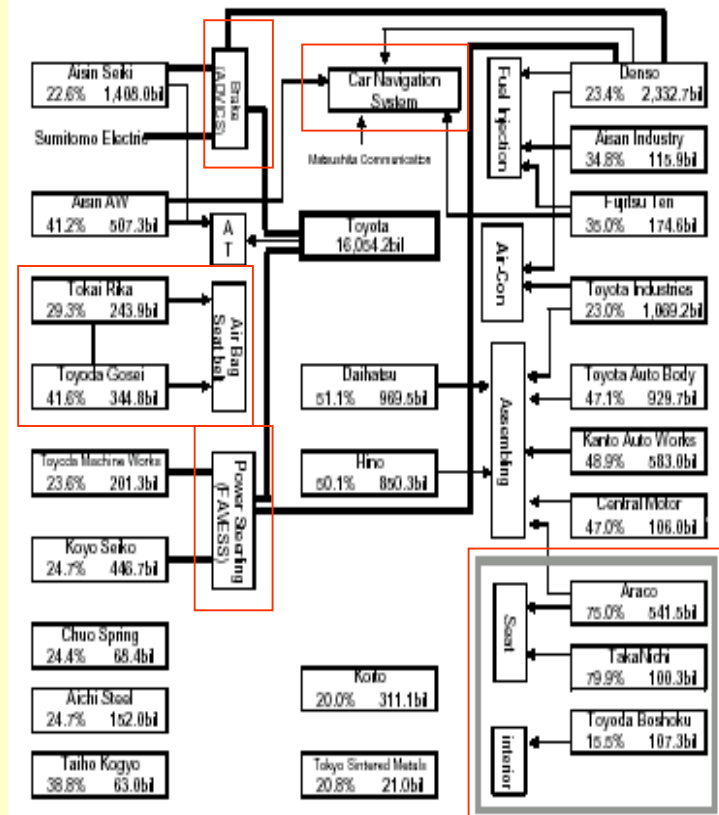 Aisin Seiki
22.6% 1,408.0bil
Sumitomo Electric
Brake
(ADVICS)
Car Navigation
System
Matsushita Communication
Fuel Injection
Denso
23.4% 2,332.7bil
Aisan Industry
34.8% 115.9bil
Fujitsu Ten
35.0% 174.6bil
Aisin AW
41.2% 507.3bil
A
T
Toyota
16,054.2bil
Air-Con
Toyota Industries
23.0% 1,069.2bil
Tokai Rika
29.3% 243.9bil
Air Bag
Seat belt
Toyoda Gosei
41.6% 344.8bil
Daihatsu
51.1% 969.5bil
Assembling
Toyota Auto Body
47.1% 929.7bil
Kanto Auto Works
48.9% 583.0bil
Toyoda Machine Works
23.6% 201.3bil
Power Steerling
(FAVESS)
Hino
50.1% 850.3bil
Central Motor
47.0% 106.0bil
Koyo Seiko
24.7% 446.7bil
Seat
Araco
75.0% 541.5bil
TakaNichi
79.9% 100.3bil
Chuo Spring
24.4% 68.4bil
Koito
20.0% 311.1bil
Aichi Steel
24.7% 152.0bil
interior
Toyoda Boshoku
15.5% 107.3bil
Taiho Kogyo
38.8% 63.0bil
Tokyo Sintered Metals
20.8% 21.0bil